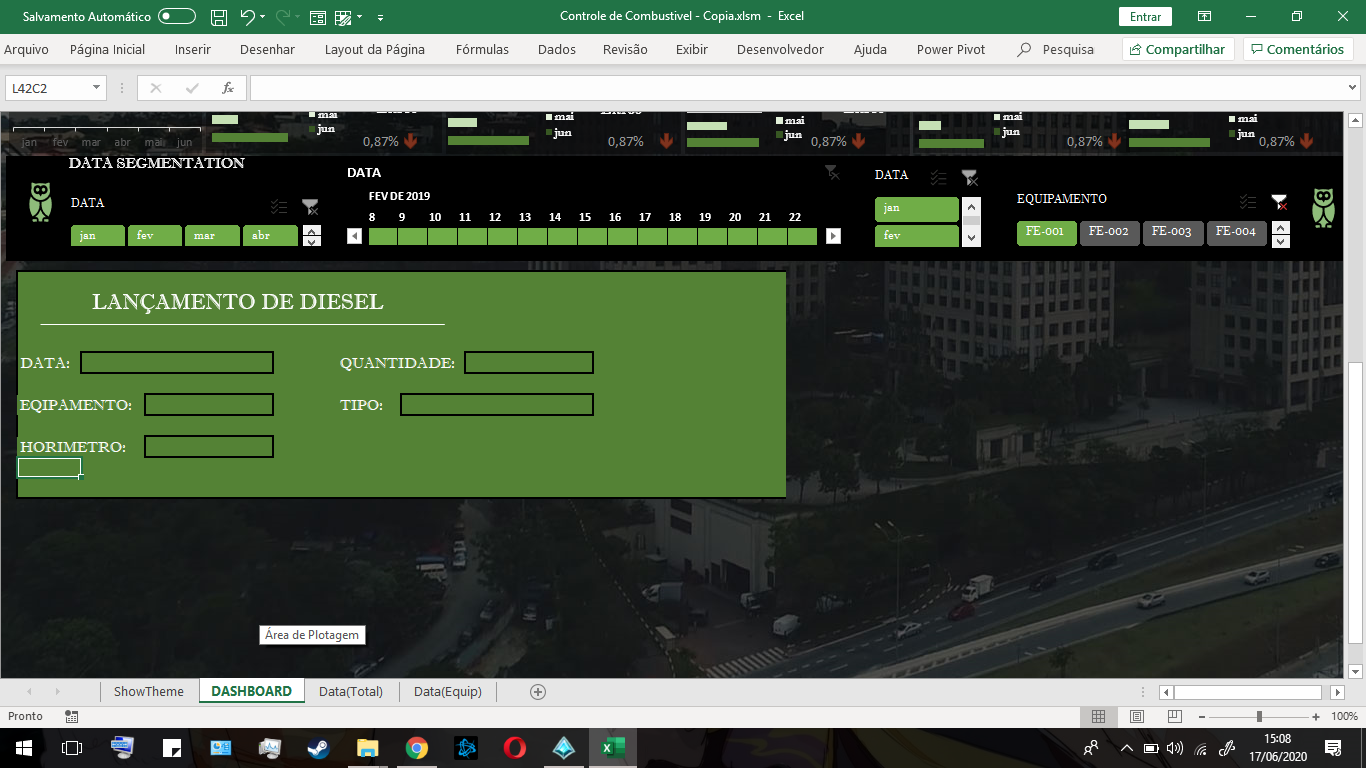 Salvamento Automático
Controle de Combustivel - Copia.xlsm - Excel
Entrar
Arquivo Página Inicial Inserir Desenhar Layout da Página Fórmulas Dados Revisão Exibir Desenvolvedor Ajuda Power Pivot Pesquisa Compartilhar Comentários
L42C2 fx
mai mai mai mai mai
jun jun jun jun jun
jan fev mar abr mai jun 0,87% 0,87% 0,87% 0,87% 0,87%
DATA SEGMENTATION
DATA
jan fev mar abr
DATA
FEV DE 2019
8 9 10 11 12 13 14 15 16 17 18 19 20 21 22
DATA
jan
fev
EQUIPAMENTO
FE-001 FE-002 FE-003 FE-004
LANÇAMENTO DE DIESEL
DATA: QUANTIDADE:
EQIPAMENTO: TIPO:
HORIMETRO:
Área de Plotagem
ShowTheme DASHBOARD Data(Total) Data(Equip)
Pronto 100%
15:08
17/06/2020